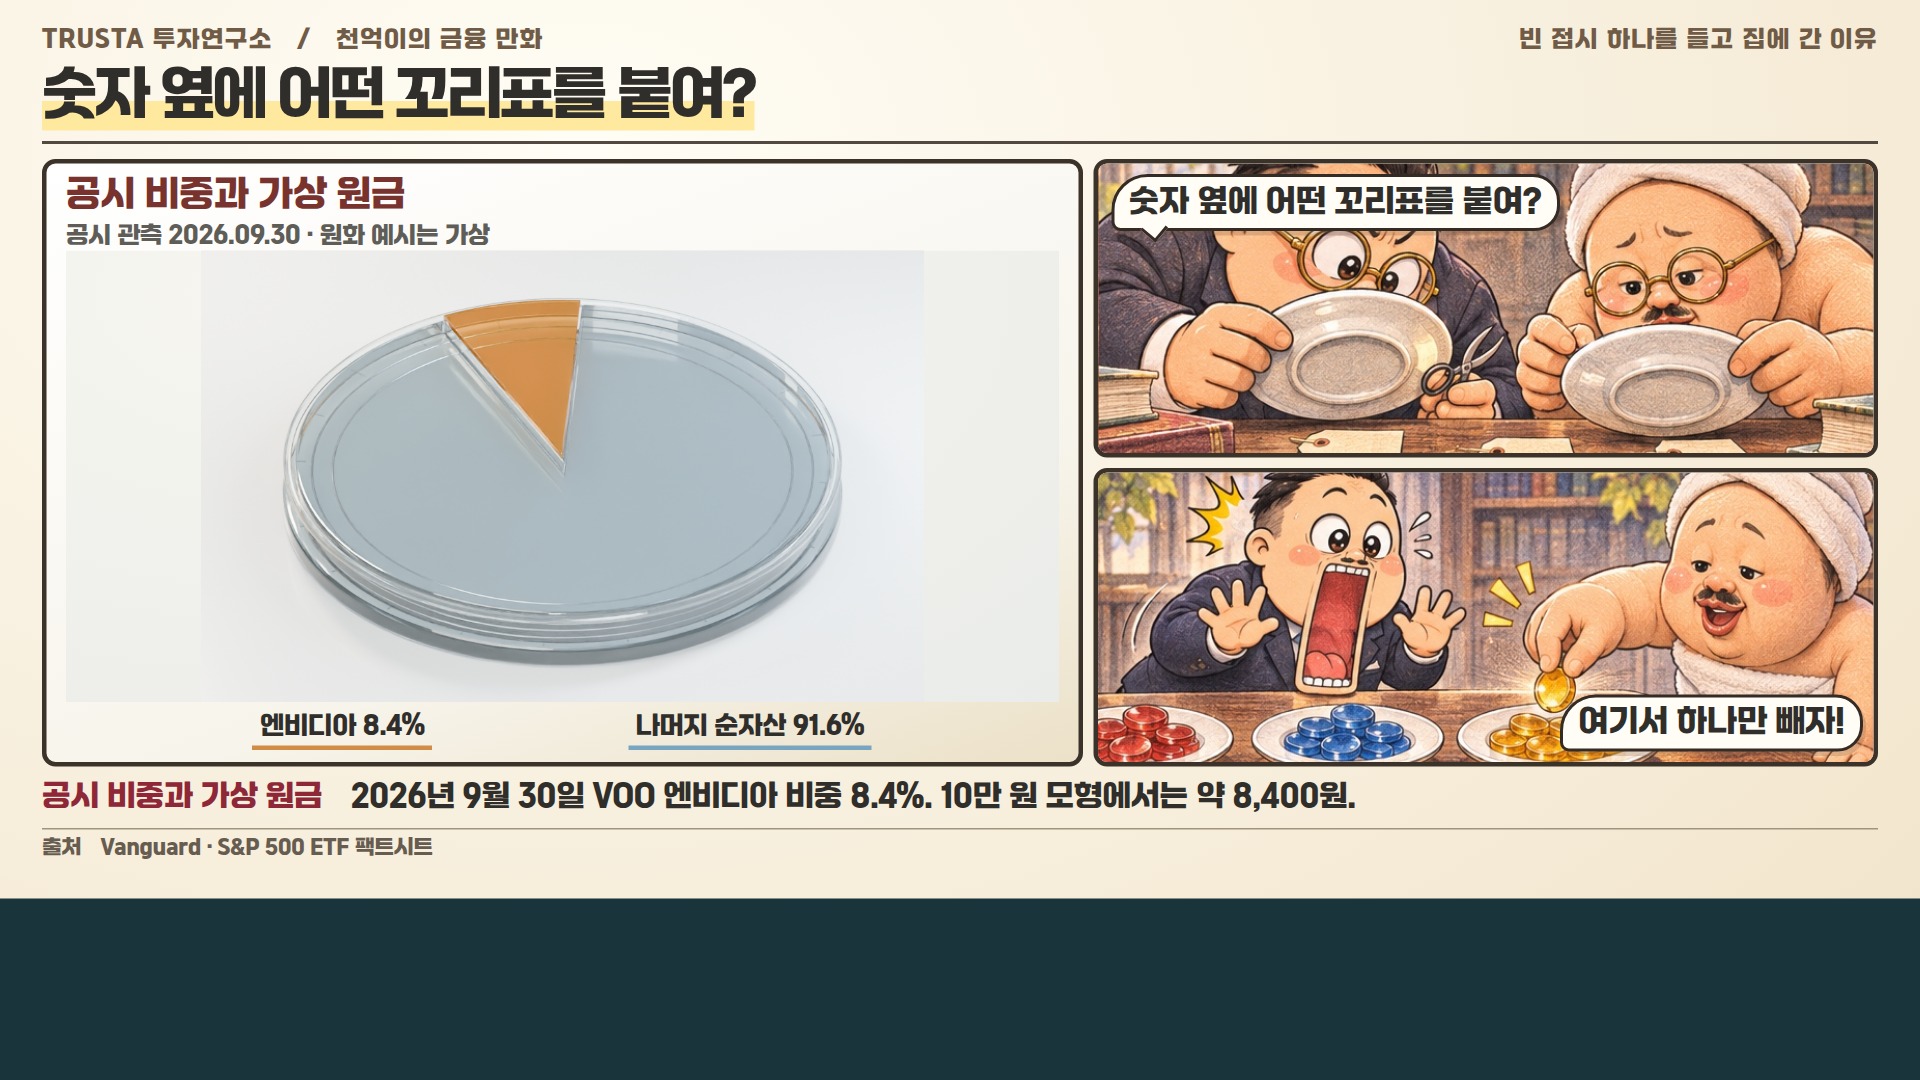 TRUSTA 투자연구소 / 천억이의 금융 만화
빈 접시 하나를 들고 집에 간 이유
숫자 옆에 어떤 꼬리표를 붙여?
공시 비중과 가상 원금
공시 관측 2026.09.30 · 원화 예시는 가상
엔비디아 8.4%
나머지 순자산 91.6%
숫자 옆에 어떤 꼬리표를 붙여?
여기서 하나만 빼자!
공시 비중과 가상 원금 2026년 9월 30일 VOO 엔비디아 비중 8.4%. 10만 원 모형에서는 약 8,400원.
출처 Vanguard · S&P 500 ETF 팩트시트